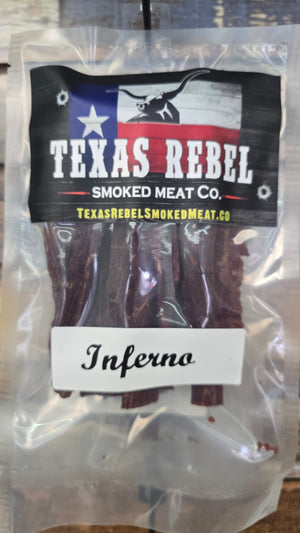 TEXAS REBEL
SMOKED MEAT CO.
TEXASREBELSMOKEDMEAT.CO
Inferno